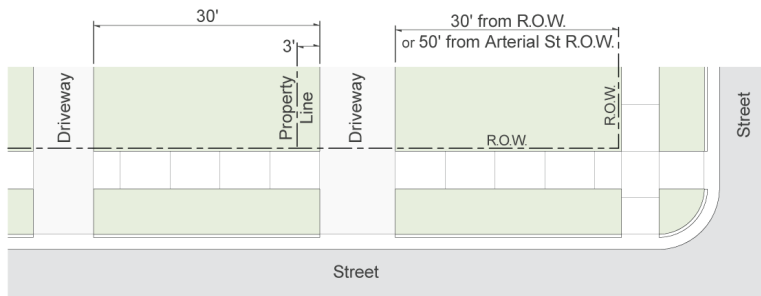 30'
30' from R.O.W.
3'
or 50' from Arterial St R.O.W.
Driveway
Property
Line
Driveway
R.O.W.
Street
R.O.W.
Street